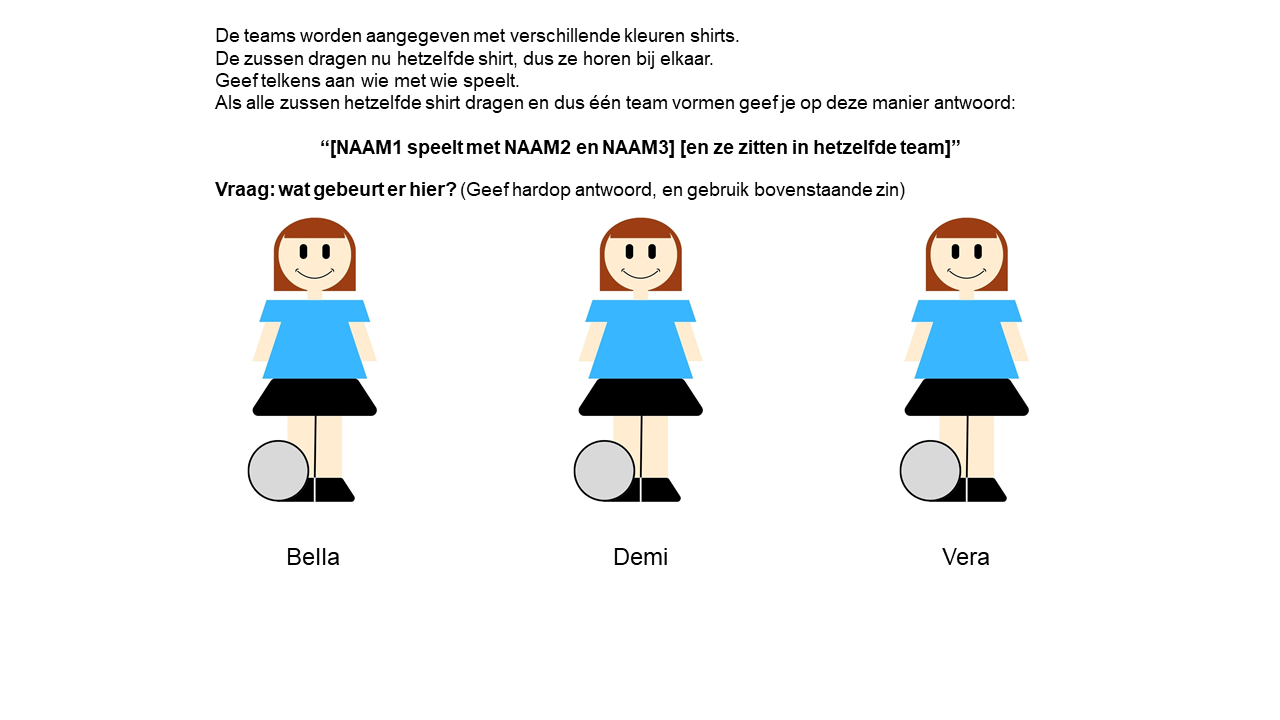 De teams worden aangegeven met verschillende kleuren shirts.
De zussen dragen nu hetzelfde shirt, dus ze horen bij elkaar.
Geef telkens aan wie met wie speelt.
Als alle zussen hetzelfde shirt dragen en dus één team vormen geef je op deze manier antwoord:
“[NAAM1 speelt met NAAM2 en NAAM3] [en ze zitten in hetzelfde team]”
Vraag: wat gebeurt er hier? (Geef hardop antwoord, en gebruik bovenstaande zin)
Bella
Demi
Vera